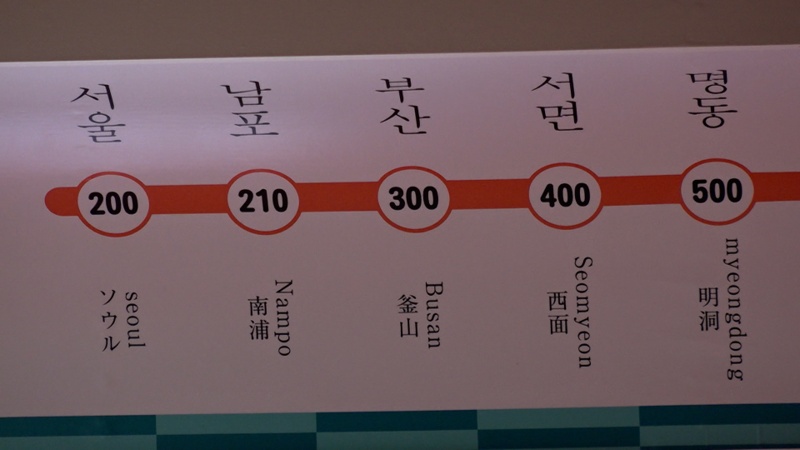 서울
남포
부산
서면
명동
200
210
300
400
500
seoul
ソウル
Nampo
南浦
Busan
釜山
Seomyeon
西面
myeongdong
明洞